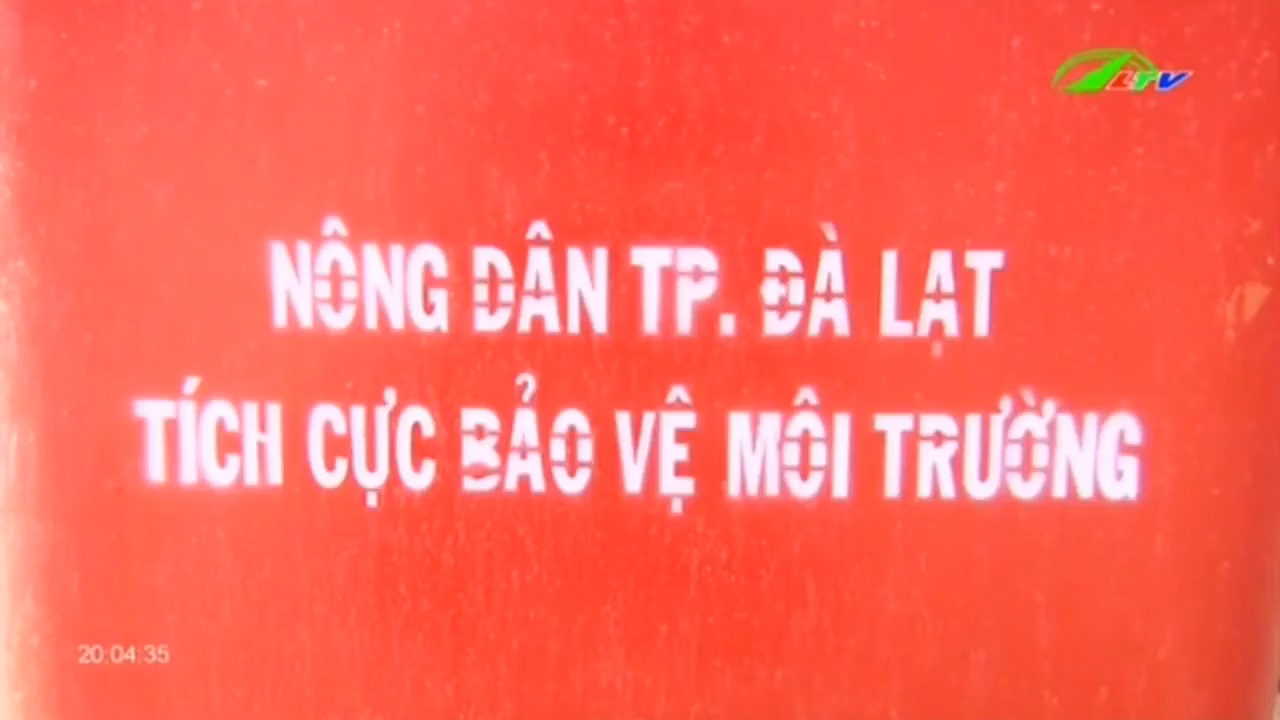 LTV
NÔNG DÂN TP. ĐÀ LẠT
TÍCH CỰC BẢO VỆ MÔI TRƯỜNG
20:04:35